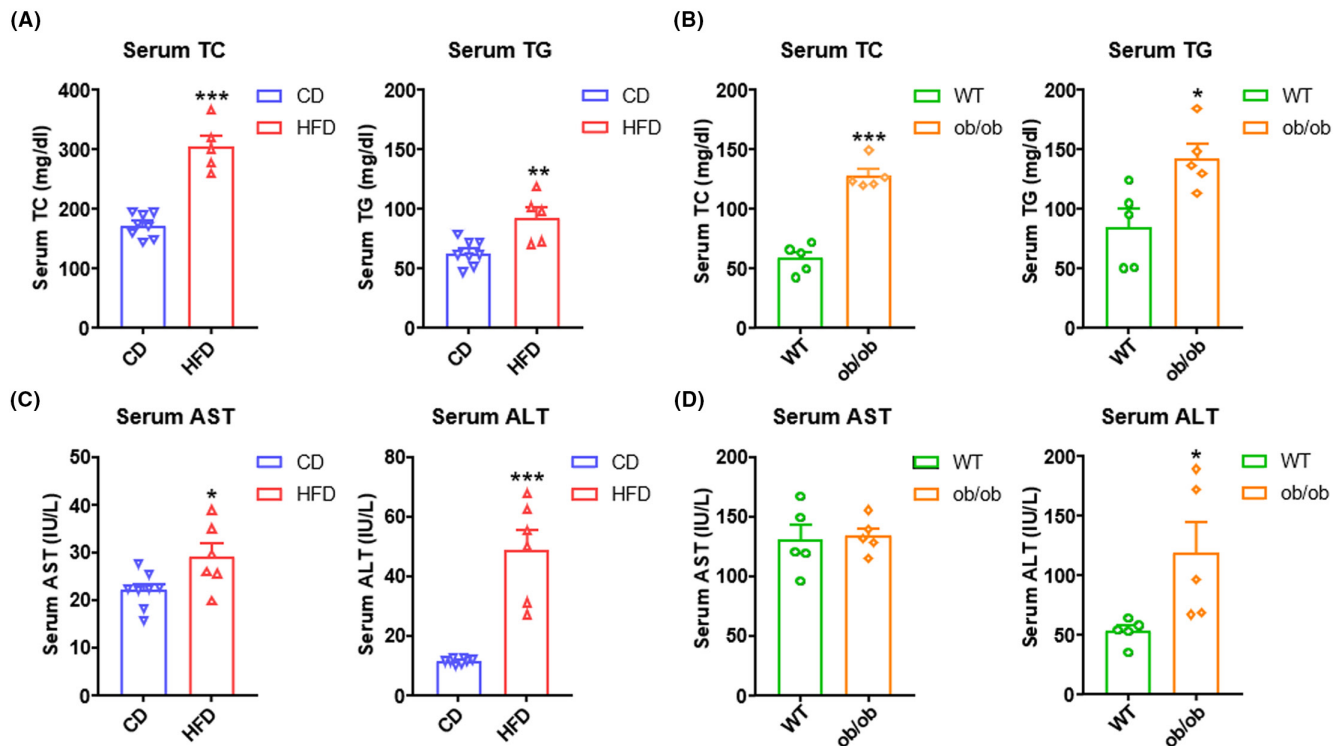 (A)
Serum TC
Serum TC (mg/dl)
400
300
200
100
0
***
CD
HFD
CD
HFD
Serum TG
Serum TG (mg/dl)
200
150
100
50
0
**
CD
HFD
CD
HFD
(B)
Serum TC
Serum TC (mg/dl)
200
150
100
50
0
***
WT
ob/ob
WT
ob/ob
Serum TG
Serum TG (mg/dl)
200
150
100
50
0
*
WT
ob/ob
WT
ob/ob
(C)
Serum AST
Serum AST (IU/L)
50
40
30
20
10
0
*
CD
HFD
CD
HFD
Serum ALT
Serum ALT (IU/L)
80
60
40
20
0
***
CD
HFD
CD
HFD
(D)
Serum AST
Serum AST (IU/L)
200
150
100
50
0
WT
ob/ob
WT
ob/ob
Serum ALT
Serum ALT (IU/L)
200
150
100
50
0
*
WT
ob/ob
WT
ob/ob